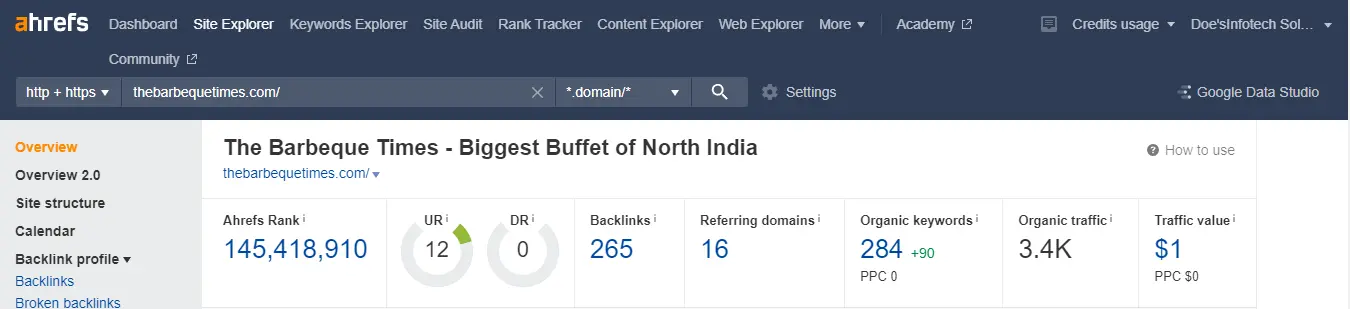 ahrefs Dashboard Site Explorer Keywords Explorer Site Audit Rank Tracker Content Explorer Web Explorer More Academy Credits usage Doe'sInfotech Sol...
Community
http + https thebarbequetimes.com/ *.domain/* Settings Google Data Studio
Overview
Overview 2.0
Site structure
Calendar
Backlink profile
Backlinks
Broken backlinks
The Barbeque Times - Biggest Buffet of North India
How to use
thebarbequetimes.com/
Ahrefs Rank i UR i DR i Backlinks i Referring domains i Organic keywords i Organic traffic i Traffic value i
145,418,910 12 0 265 16 284 +90 3.4K $1
PPC 0 PPC $0